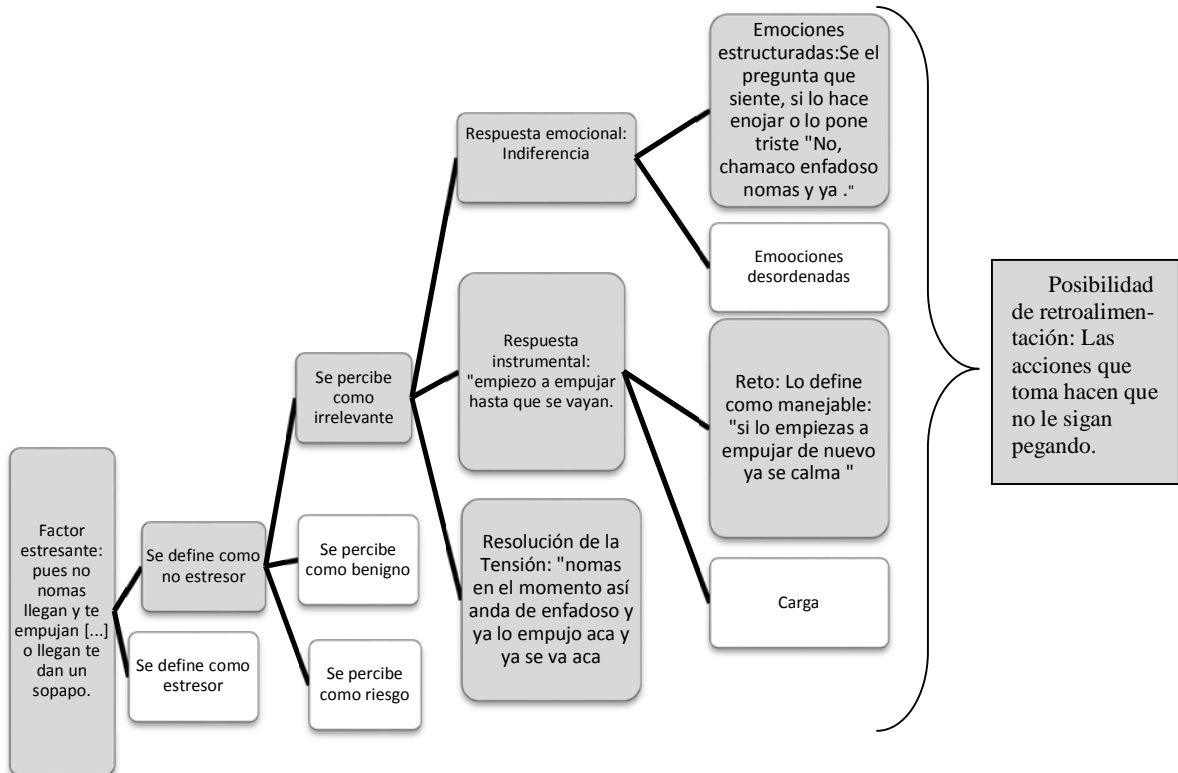 Factor
estresante:
pues no
nomas
llegan y te
empujan [...]
o llegan te
dan un
sopapo.
Se define como
no estresor
Se define como
estresor
Se percibe
como
irrelevante
Se percibe
como benigno
Se percibe
como riesgo
Respuesta emocional:
Indiferencia
Respuesta
instrumental:
"empiezo a empujar
hasta que se vayan.
Resolución de la
Tensión: "nomas
en el momento así
anda de enfadoso y
ya lo empujo aca y
ya se va aca
Emociones
estructuradas:Se el
pregunta que
siente, si lo hace
enojar o lo pone
triste "No,
chamaco enfadoso
nomas y ya ."
Emoociones
desordenadas
Reto: Lo define
como manejable:
"si lo empiezas a
empujar de nuevo
ya se calma "
Carga
Posibilidad
de retroalimen-
tación: Las
acciones que
toma hacen que
no le sigan
pegando.